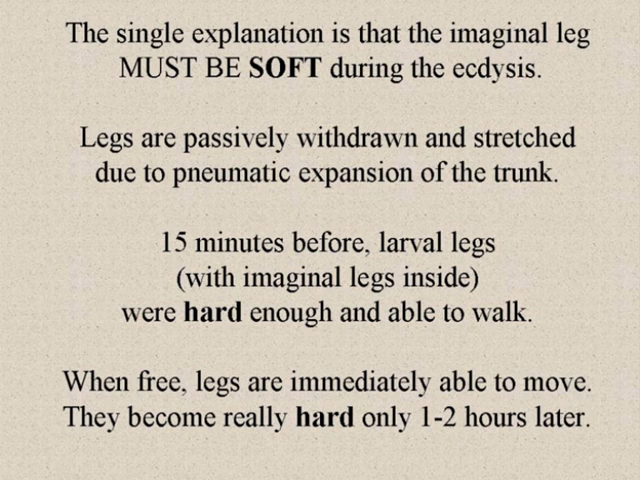 The single explanation is that the imaginal leg
MUST BE SOFT during the ecdysis.
Legs are passively withdrawn and stretched
due to pneumatic expansion of the trunk.
15 minutes before, larval legs
(with imaginal legs inside)
were hard enough and able to walk.
When free, legs are immediately able to move.
They become really hard only 1-2 hours later.